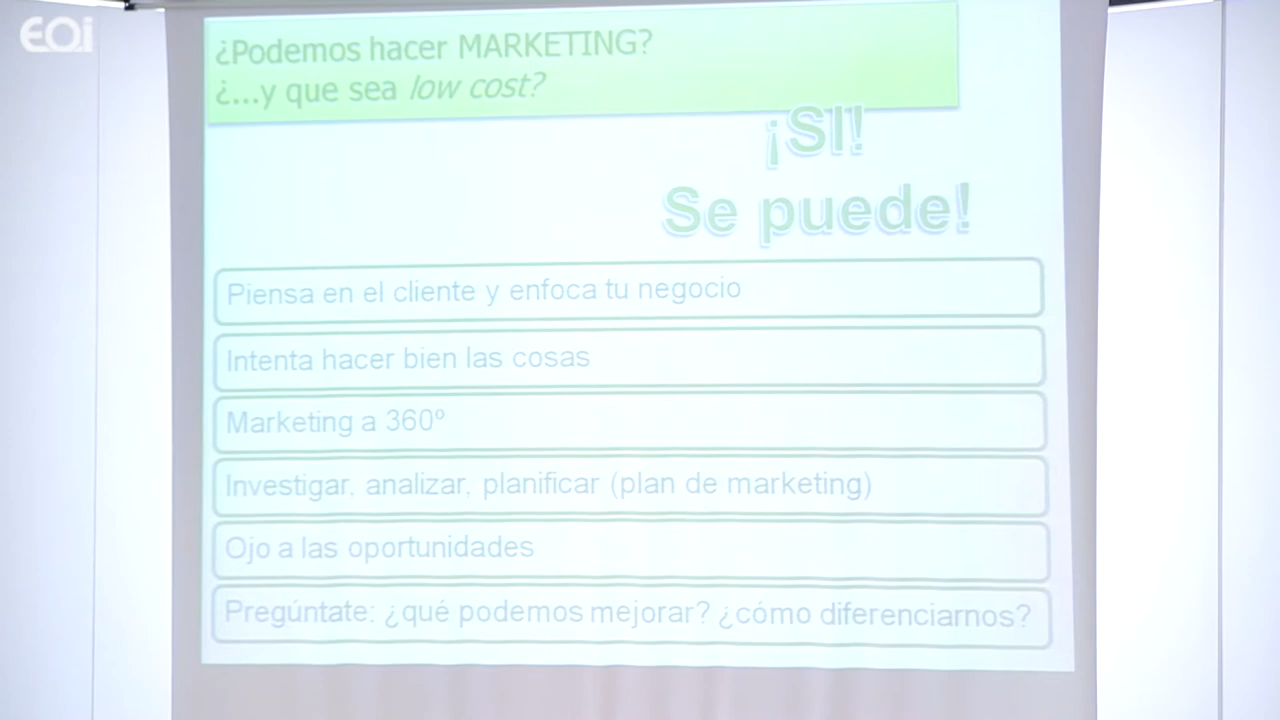 EOi
¿Podemos hacer MARKETING?
¿...y que sea low cost?
¡SI!
Se puede!
Piensa en el cliente y enfoca tu negocio
Intenta hacer bien las cosas
Marketing a 360º
Investigar, analizar, planificar (plan de marketing)
Ojo a las oportunidades
Pregúntate: ¿qué podemos mejorar? ¿cómo diferenciarnos?